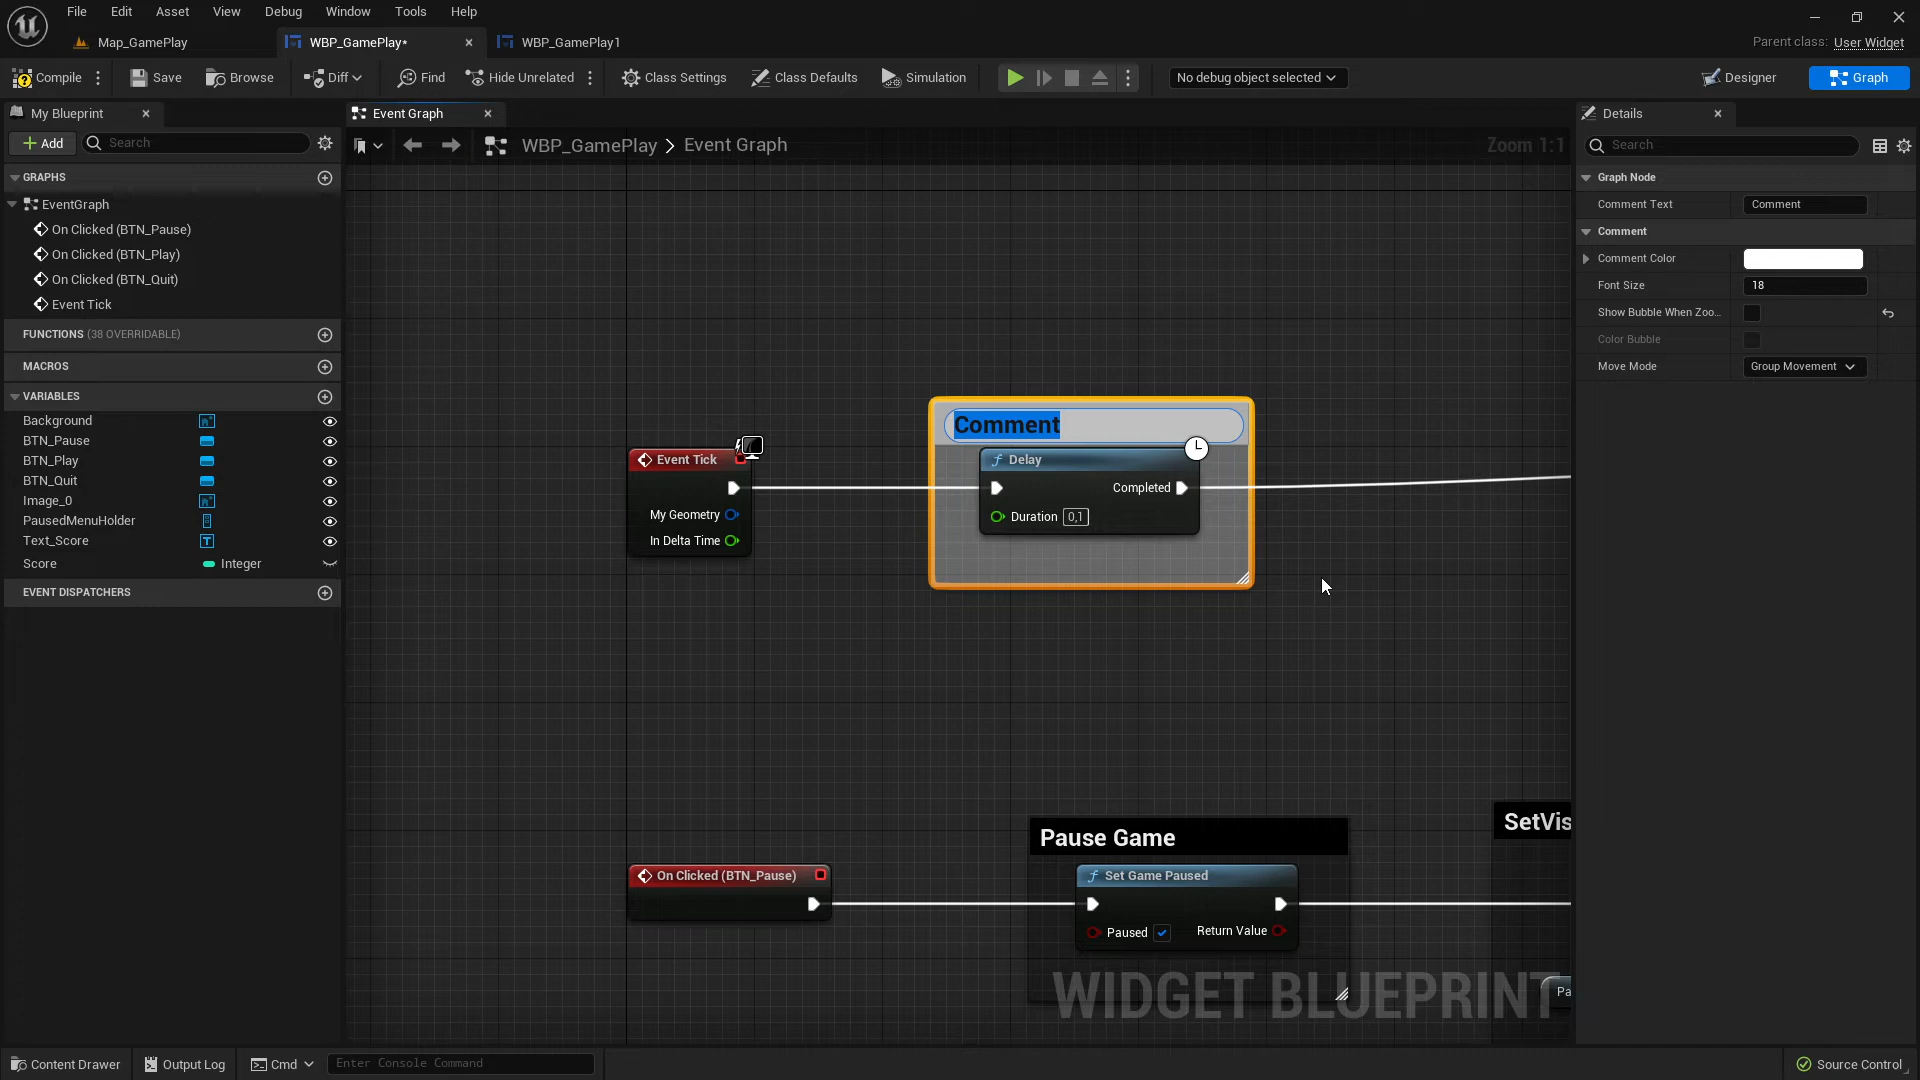 File Edit Asset View Debug Window Tools Help
Map_GamePlay WBP_GamePlay* WBP_GamePlay1 Parent class: User Widget
Compile Save Browse Diff Find Hide Unrelated Class Settings Class Defaults Simulation No debug object selected Designer Graph
My Blueprint Event Graph Details
Add Search WBP_GamePlay > Event Graph Zoom 1:1 Search
GRAPHS
EventGraph
On Clicked (BTN_Pause)
On Clicked (BTN_Play)
On Clicked (BTN_Quit)
Event Tick
FUNCTIONS (38 OVERRIDABLE)
MACROS
VARIABLES
Background
BTN_Pause
BTN_Play
BTN_Quit
Image_0
PausedMenuHolder
Text_Score
Score Integer
EVENT DISPATCHERS
Comment
Event Tick
My Geometry
In Delta Time
Delay
Completed
Duration 0,1
Pause Game
On Clicked (BTN_Pause)
Set Game Paused
Paused Return Value
SetVis
Pa
WIDGET BLUEPRINT
Graph Node
Comment Text Comment
Comment
Comment Color
Font Size 18
Show Bubble When Zoo...
Color Bubble
Move Mode Group Movement
Content Drawer Output Log Cmd Enter Console Command Source Control